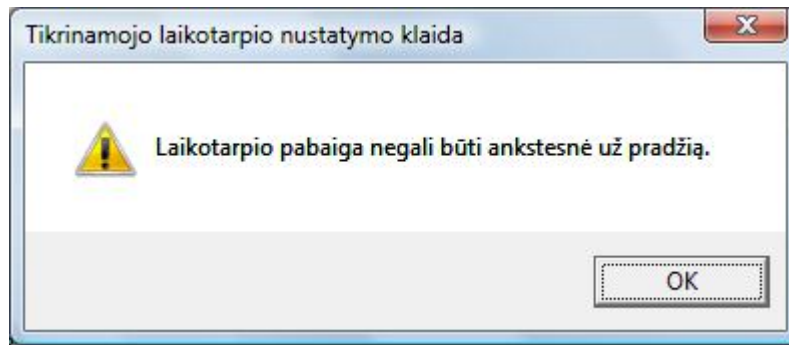 Tikrinamojo laikotarpio nustatymo klaida
Laikotarpio pabaiga negali būti ankstesnė už pradžią.
OK